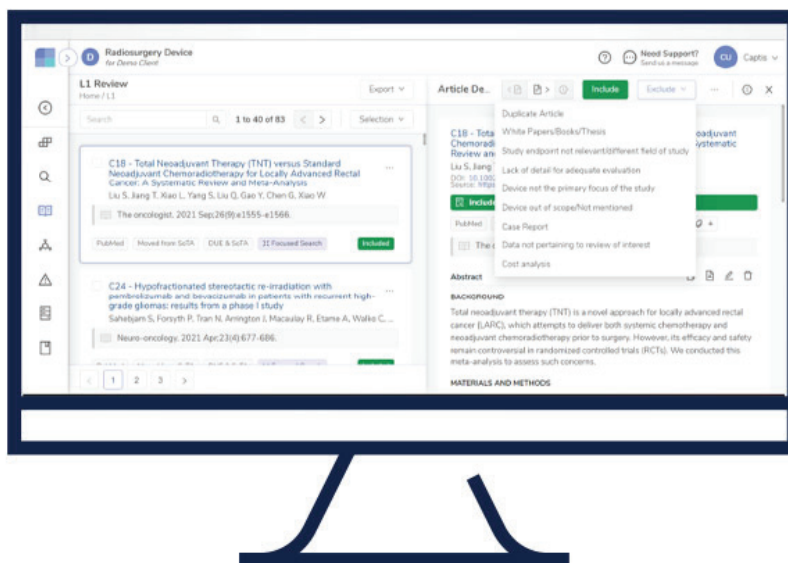 D
Radiosurgery Device
for Demo Client
Need Support?
Send us a message
CU
Captis
L1 Review
Home / L1
Export
Search
1 to 40 of 83
Selection
C18 - Total Neoadjuvant Therapy (TNT) versus Standard
Neoadjuvant Chemoradiotherapy for Locally Advanced Rectal
Cancer: A Systematic Review and Meta-Analysis
Liu S, Jiang T, Xiao L, Yang S, Liu Q, Gao Y, Chen G, Xiao W
The oncologist. 2021 Sep;26(9):e1555-e1566.
PubMed
Moved from SoTA
DUE & SoTA
Focused Search
Included
C24 - Hypofractionated stereotactic re-irradiation with
pembrolizumab and bevacizumab in patients with recurrent high-
grade gliomas: results from a phase I study
Sahebjam S, Forsyth P, Tran N, Arrington J, Macaulay R, Etame A, Walko C, ...
Neuro-oncology. 2021 Apr;23(4):677-686.
1 2 3
Article De...
Include
Exclude
Duplicate Article
White Papers/Books/Thesis
Study endpoint not relevant/different field of study
Lack of detail for adequate evaluation
Device not the primary focus of the study
Device out of scope/Not mentioned
Case Report
Data not pertaining to review of interest
Cost analysis
C18 - Tota
oadjuvant
Chemoradi
ystematic
Review an
Liu S, Jiang
DOI: 10.100
Source: https
Include
PubMed
The o
Abstract
BACKGROUND
Total neoadjuvant therapy (TNT) is a novel approach for locally advanced rectal
cancer (LARC), which attempts to deliver both systemic chemotherapy and
neoadjuvant chemoradiotherapy prior to surgery. However, its efficacy and safety
remain controversial in randomized controlled trials (RCTs). We conducted this
meta-analysis to assess such concerns.
MATERIALS AND METHODS